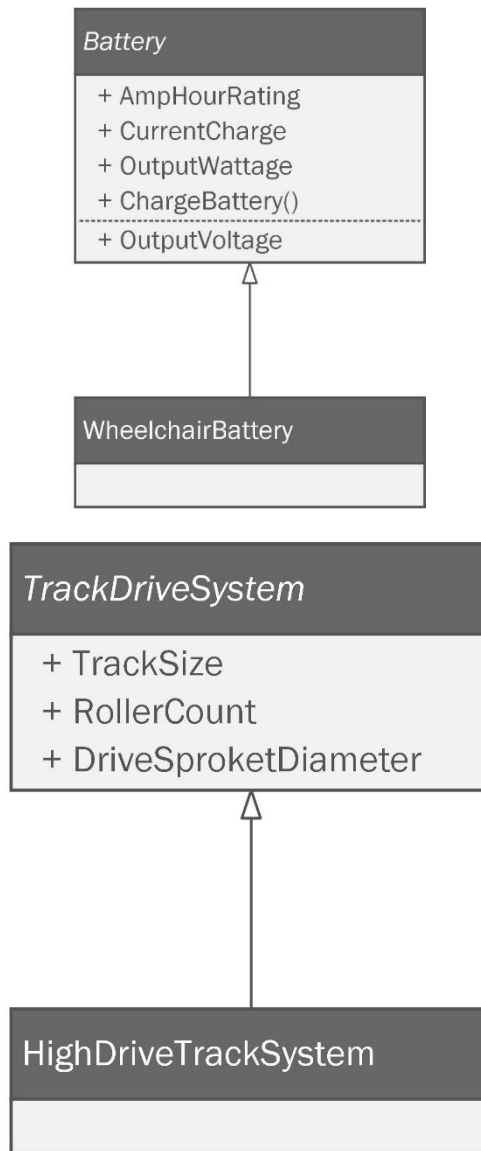 Battery
+ AmpHourRating
+ CurrentCharge
+ OutputWattage
+ ChargeBattery()
+ OutputVoltage
WheelchairBattery
TrackDriveSystem
+ TrackSize
+ RollerCount
+ DriveSproketDiameter
HighDriveTrackSystem